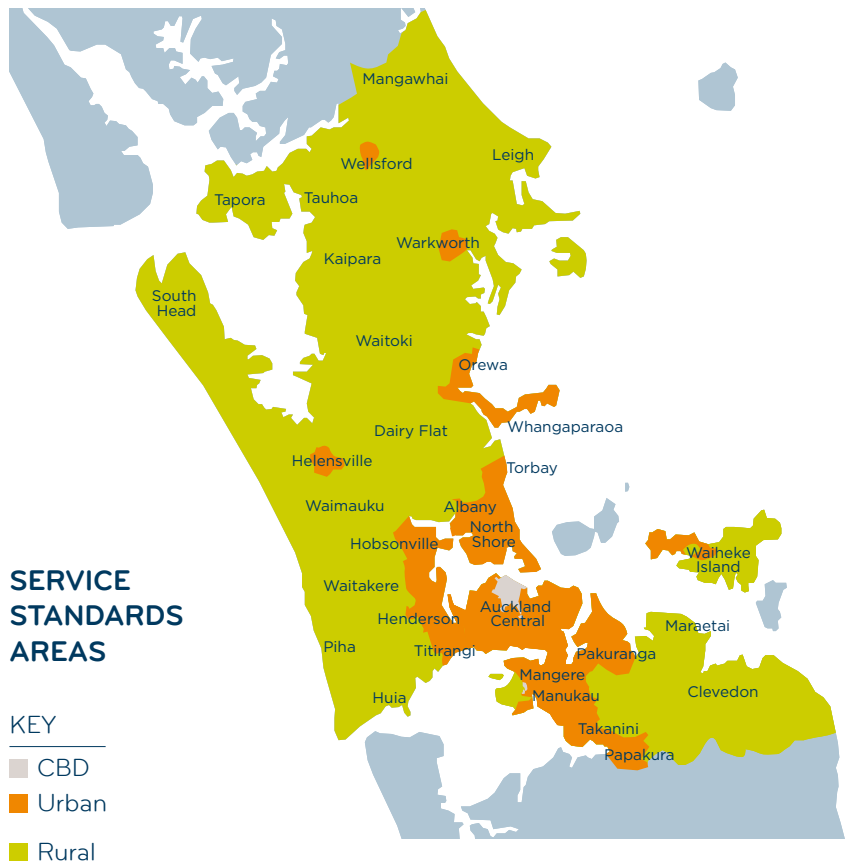 Mangawhai
Leigh
Wellsford
Tapora
Tauhoa
Warkworth
Kaipara
South
Head
Waitoki
Orewa
Whangaparaoa
Dairy Flat
Helensville
Torbay
Waimauku
Albany
North
Shore
Hobsonville
Waiheke
Island
SERVICE
STANDARDS
AREAS
Waitakere
Auckland
Central
Henderson
Maraetai
Piha
Titirangi
Pakuranga
Mangere
Manukau
Clevedon
Huia
Takanini
Papakura
KEY
CBD
Urban
Rural